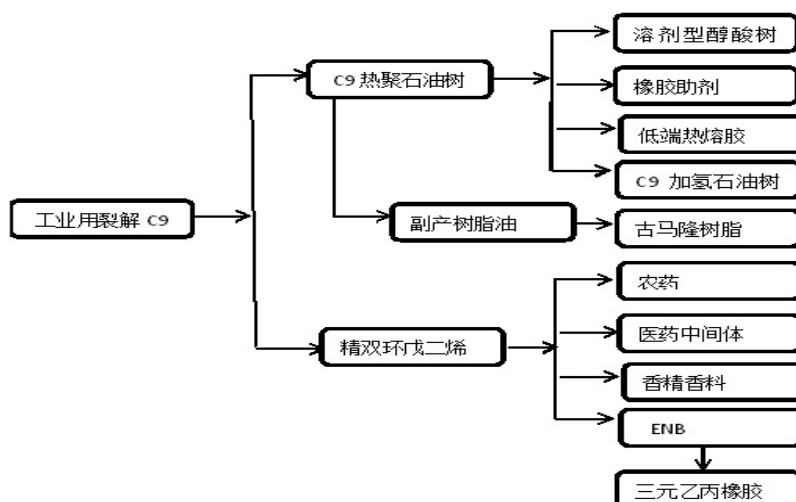 溶剂型醇酸树
C9 热聚石油树
橡胶助剂
低端热熔胶
C9 加氢石油树
工业用裂解 C9
副产树脂油
古马隆树脂
农药
精双环戊二烯
医药中间体
香精香料
ENB
三元乙丙橡胶